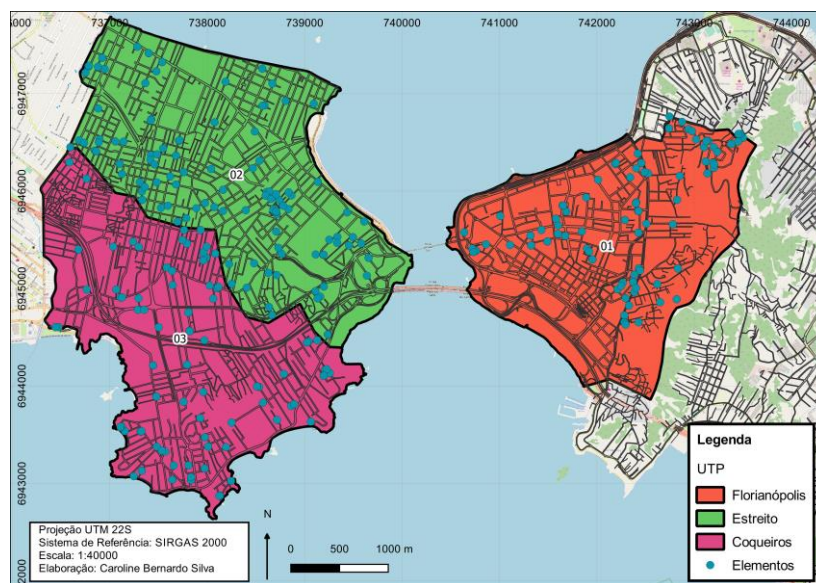 737000
738000
739000
740000
741000
742000
743000
744000
6947000
6946000
6945000
6944000
6943000
02
01
03
Legenda
UTP
Florianópolis
Estreito
Coqueiros
Elementos
Projeção UTM 22S
Sistema de Referência: SIRGAS 2000
Escala: 1:40000
Elaboração: Caroline Bernardo Silva
N
0 500 1000 m